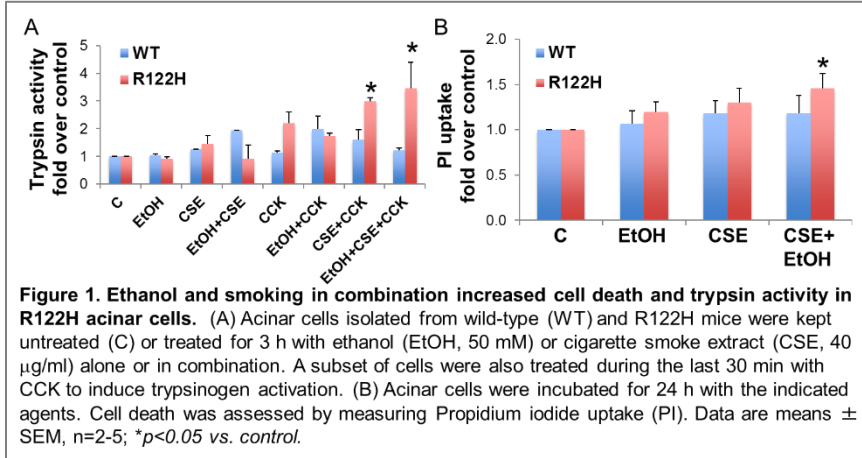 A
Trypsin activity
fold over control
5
4
3
2
1
0
WT
R122H
*
*
C
EtOH
CSE
EtOH+CSE
CCK
EtOH+CCK
CSE+CCK
EtOH+CSE+CCK
B
PI uptake
fold over control
2.0
1.5
1.0
0.5
0.0
WT
R122H
*
C
EtOH
CSE
CSE+
EtOH
Figure 1. Ethanol and smoking in combination increased cell death and trypsin activity in
R122H acinar cells. (A) Acinar cells isolated from wild-type (WT) and R122H mice were kept
untreated (C) or treated for 3 h with ethanol (EtOH, 50 mM) or cigarette smoke extract (CSE, 40
μg/ml) alone or in combination. A subset of cells were also treated during the last 30 min with
CCK to induce trypsinogen activation. (B) Acinar cells were incubated for 24 h with the indicated
agents. Cell death was assessed by measuring Propidium iodide uptake (PI). Data are means ±
SEM, n=2-5; *p<0.05 vs. control.